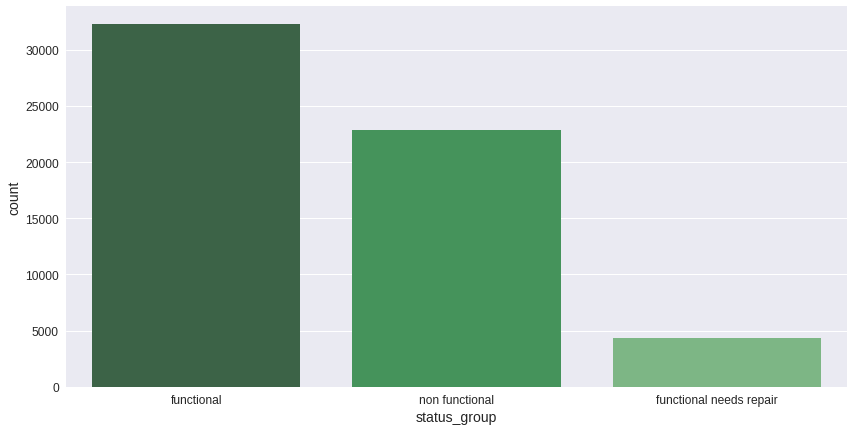 30000
25000
20000
15000
10000
5000
0
count
functional
non functional
functional needs repair
status_group